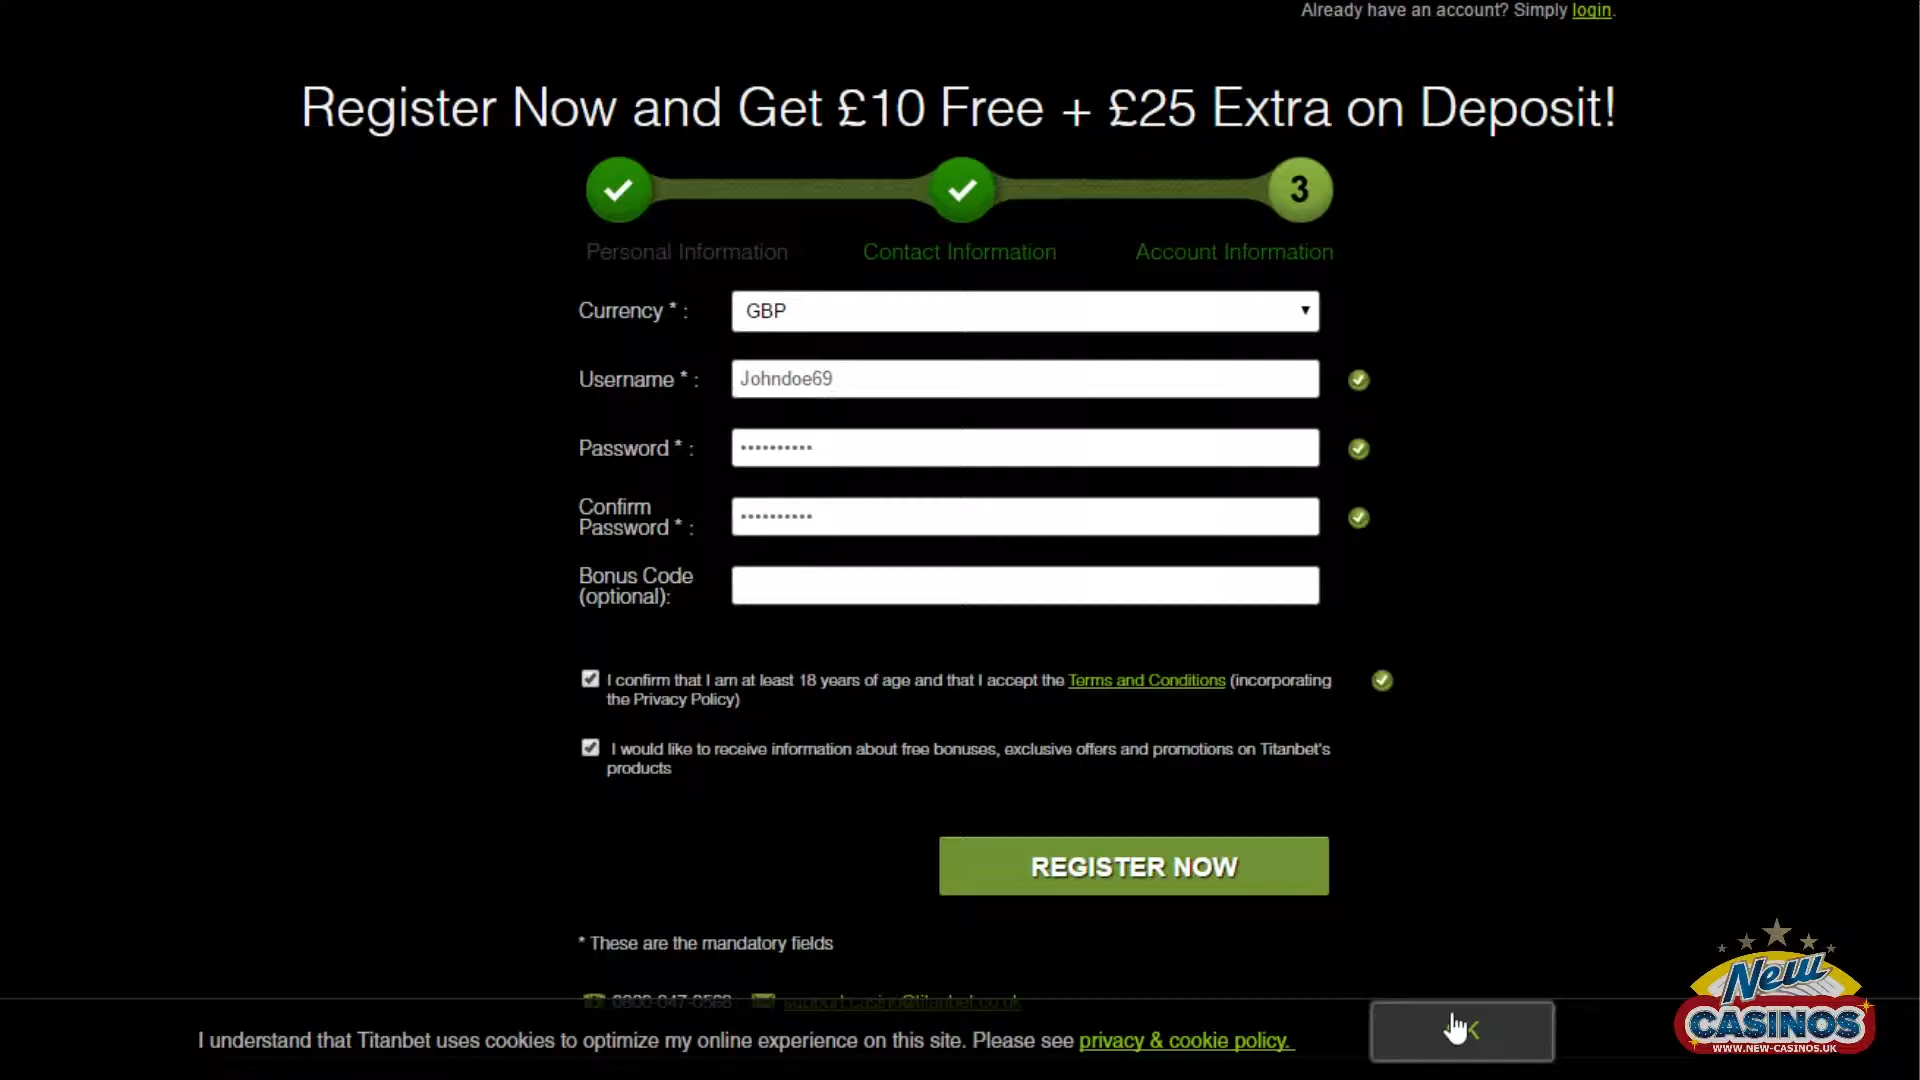 Already have an account? Simply login.
Register Now and Get £10 Free + £25 Extra on Deposit!
3
Personal Information Contact Information Account Information
Currency * : GBP
Username * : Johndoe69
Password * : ••••••••••
Confirm
Password * : ••••••••••
Bonus Code
(optional):
I confirm that I am at least 18 years of age and that I accept the Terms and Conditions (incorporating
the Privacy Policy)
I would like to receive information about free bonuses, exclusive offers and promotions on Titanbet's
products
REGISTER NOW
* These are the mandatory fields
support.casino@titanbet.co.uk
I understand that Titanbet uses cookies to optimize my online experience on this site. Please see privacy & cookie policy.
New
CASINOS
WWW.NEW-CASINOS.UK